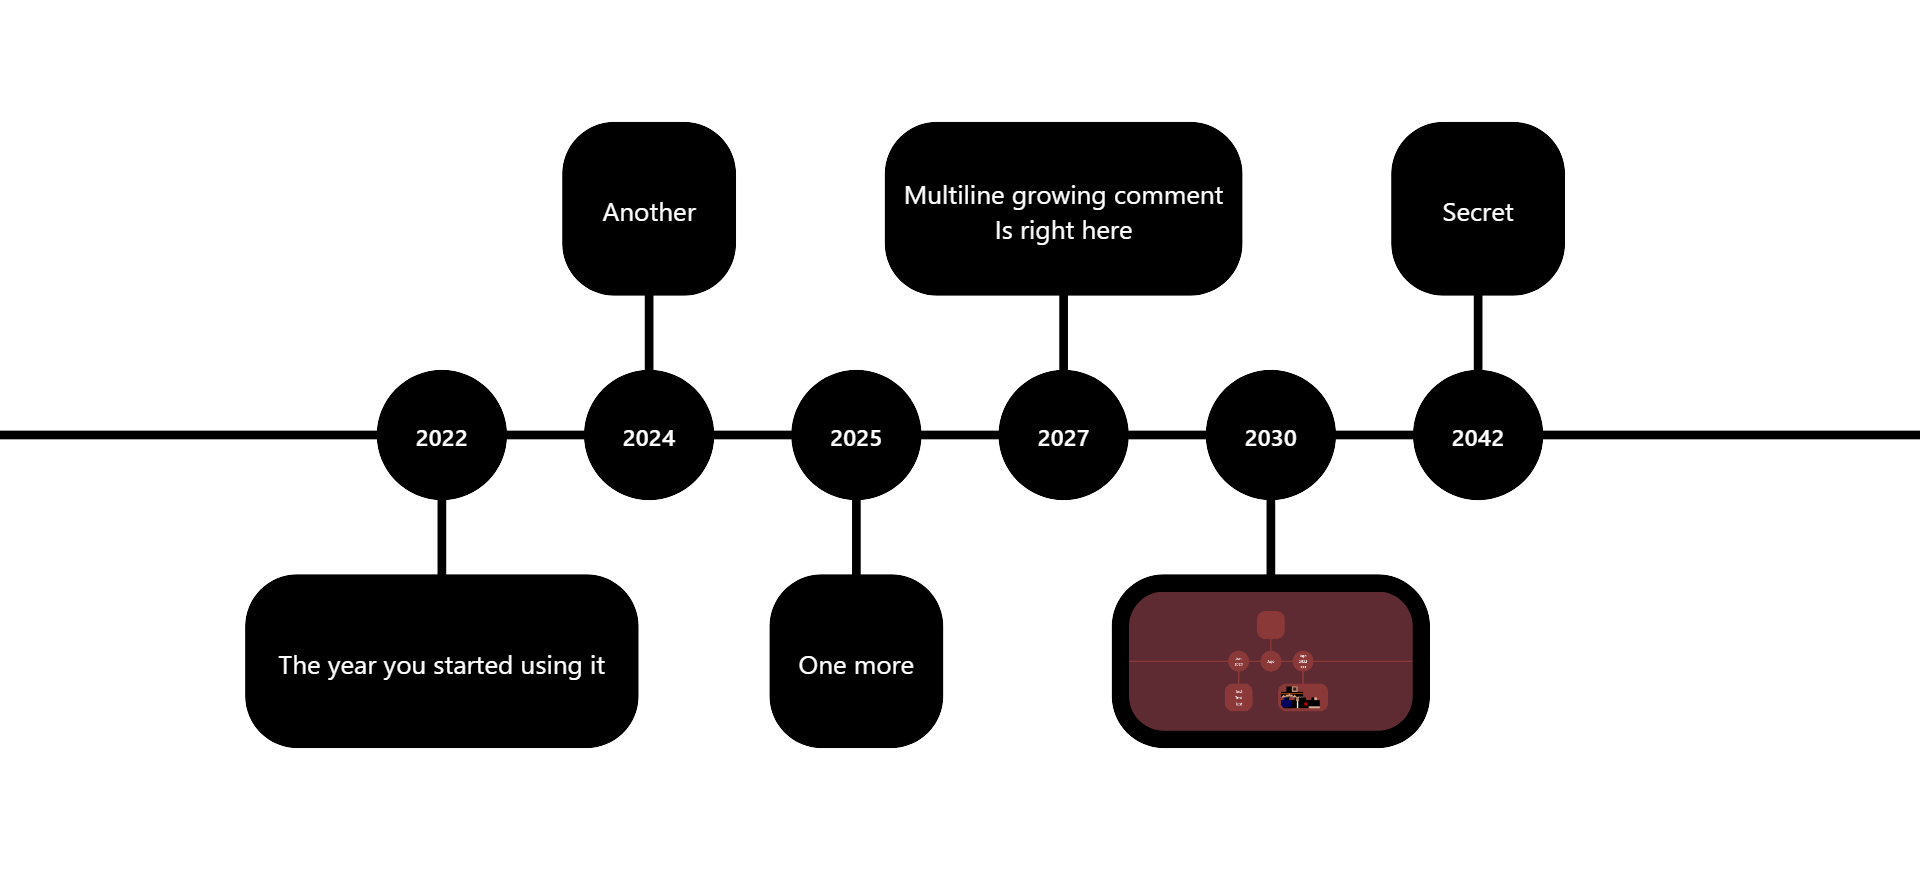 Another
Multiline growing comment
Is right here
Secret
2022
2024
2025
2027
2030
2042
The year you started using it
One more